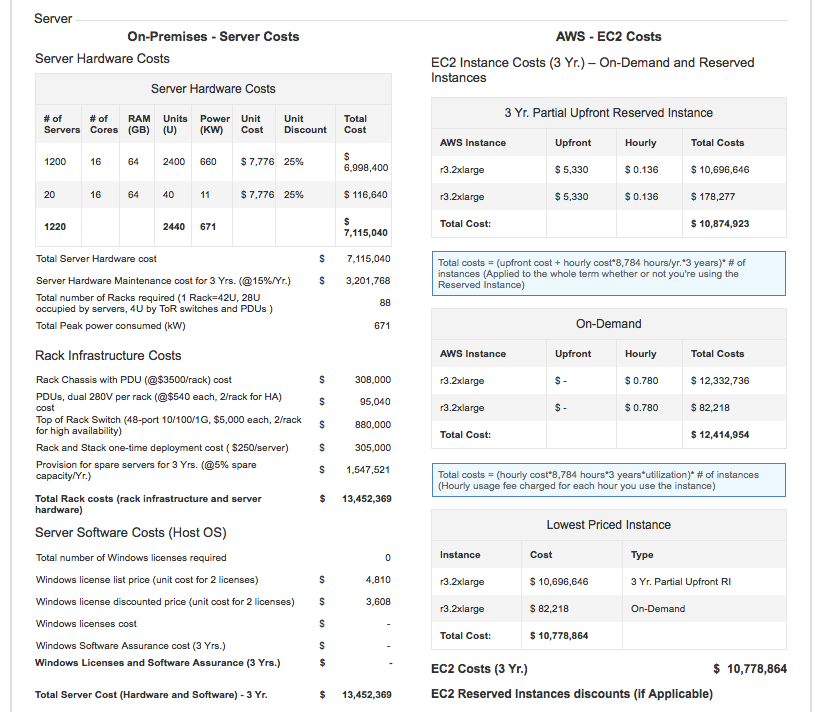 Server
On-Premises - Server Costs
Server Hardware Costs
Server Hardware Costs
# of Servers # of Cores RAM (GB) Units (U) Power (KW) Unit Cost Unit Discount Total Cost
1200 16 64 2400 660 $ 7,776 25% $ 6,998,400
20 16 64 40 11 $ 7,776 25% $ 116,640
1220 2440 671 $ 7,115,040
Total Server Hardware cost $ 7,115,040
Server Hardware Maintenance cost for 3 Yrs. (@15%/Yr.) $ 3,201,768
Total number of Racks required (1 Rack=42U, 28U
occupied by servers, 4U by ToR switches and PDUs ) 88
Total Peak power consumed (kW) 671
Rack Infrastructure Costs
Rack Chassis with PDU (@$3500/rack) cost $ 308,000
PDUs, dual 280V per rack (@$540 each, 2/rack for HA)
cost $ 95,040
Top of Rack Switch (48-port 10/100/1G, $5,000 each, 2/rack
for high availability) $ 880,000
Rack and Stack one-time deployment cost ( $250/server) $ 305,000
Provision for spare servers for 3 Yrs. (@5% spare
capacity/Yr.) $ 1,547,521
Total Rack costs (rack infrastructure and server
hardware) $ 13,452,369
Server Software Costs (Host OS)
Total number of Windows licenses required 0
Windows license list price (unit cost for 2 licenses) $ 4,810
Windows license discounted price (unit cost for 2 licenses) $ 3,608
Windows licenses cost $ -
Windows Software Assurance cost (3 Yrs.) $ -
Windows Licenses and Software Assurance (3 Yrs.) $ -
Total Server Cost (Hardware and Software) - 3 Yr. $ 13,452,369
AWS - EC2 Costs
EC2 Instance Costs (3 Yr.) – On-Demand and Reserved
Instances
3 Yr. Partial Upfront Reserved Instance
AWS Instance Upfront Hourly Total Costs
r3.2xlarge $ 5,330 $ 0.136 $ 10,696,646
r3.2xlarge $ 5,330 $ 0.136 $ 178,277
Total Cost: $ 10,874,923
Total costs = (upfront cost + hourly cost*8,784 hours/yr.*3 years)* # of
instances (Applied to the whole term whether or not you're using the
Reserved Instance)
On-Demand
AWS Instance Upfront Hourly Total Costs
r3.2xlarge $ - $ 0.780 $ 12,332,736
r3.2xlarge $ - $ 0.780 $ 82,218
Total Cost: $ 12,414,954
Total costs = (hourly cost*8,784 hours*3 years*utilization)* # of instances
(Hourly usage fee charged for each hour you use the instance)
Lowest Priced Instance
Instance Cost Type
r3.2xlarge $ 10,696,646 3 Yr. Partial Upfront RI
r3.2xlarge $ 82,218 On-Demand
Total Cost: $ 10,778,864
EC2 Costs (3 Yr.) $ 10,778,864
EC2 Reserved Instances discounts (if Applicable)